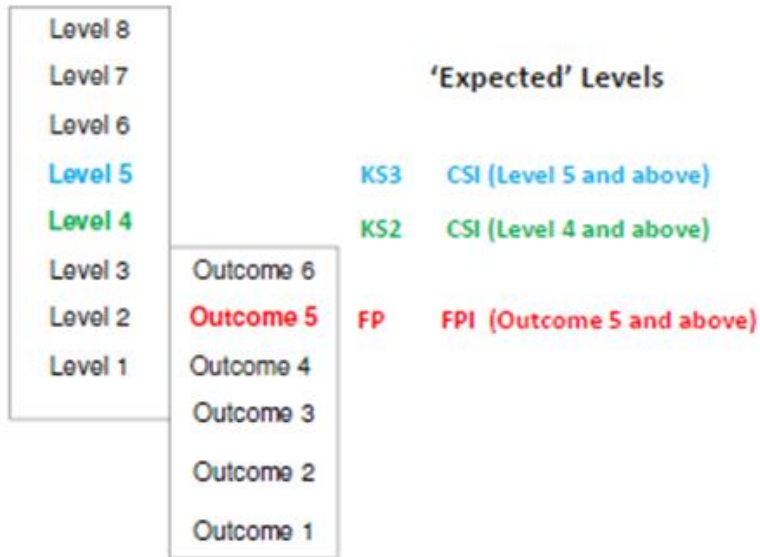 Level 8
Level 7
‘Expected’ Levels
Level 6
Level 5 KS3 CSI (Level 5 and above)
Level 4 KS2 CSI (Level 4 and above)
Level 3 Outcome 6
Level 2 Outcome 5 FP FPI (Outcome 5 and above)
Level 1 Outcome 4
Outcome 3
Outcome 2
Outcome 1